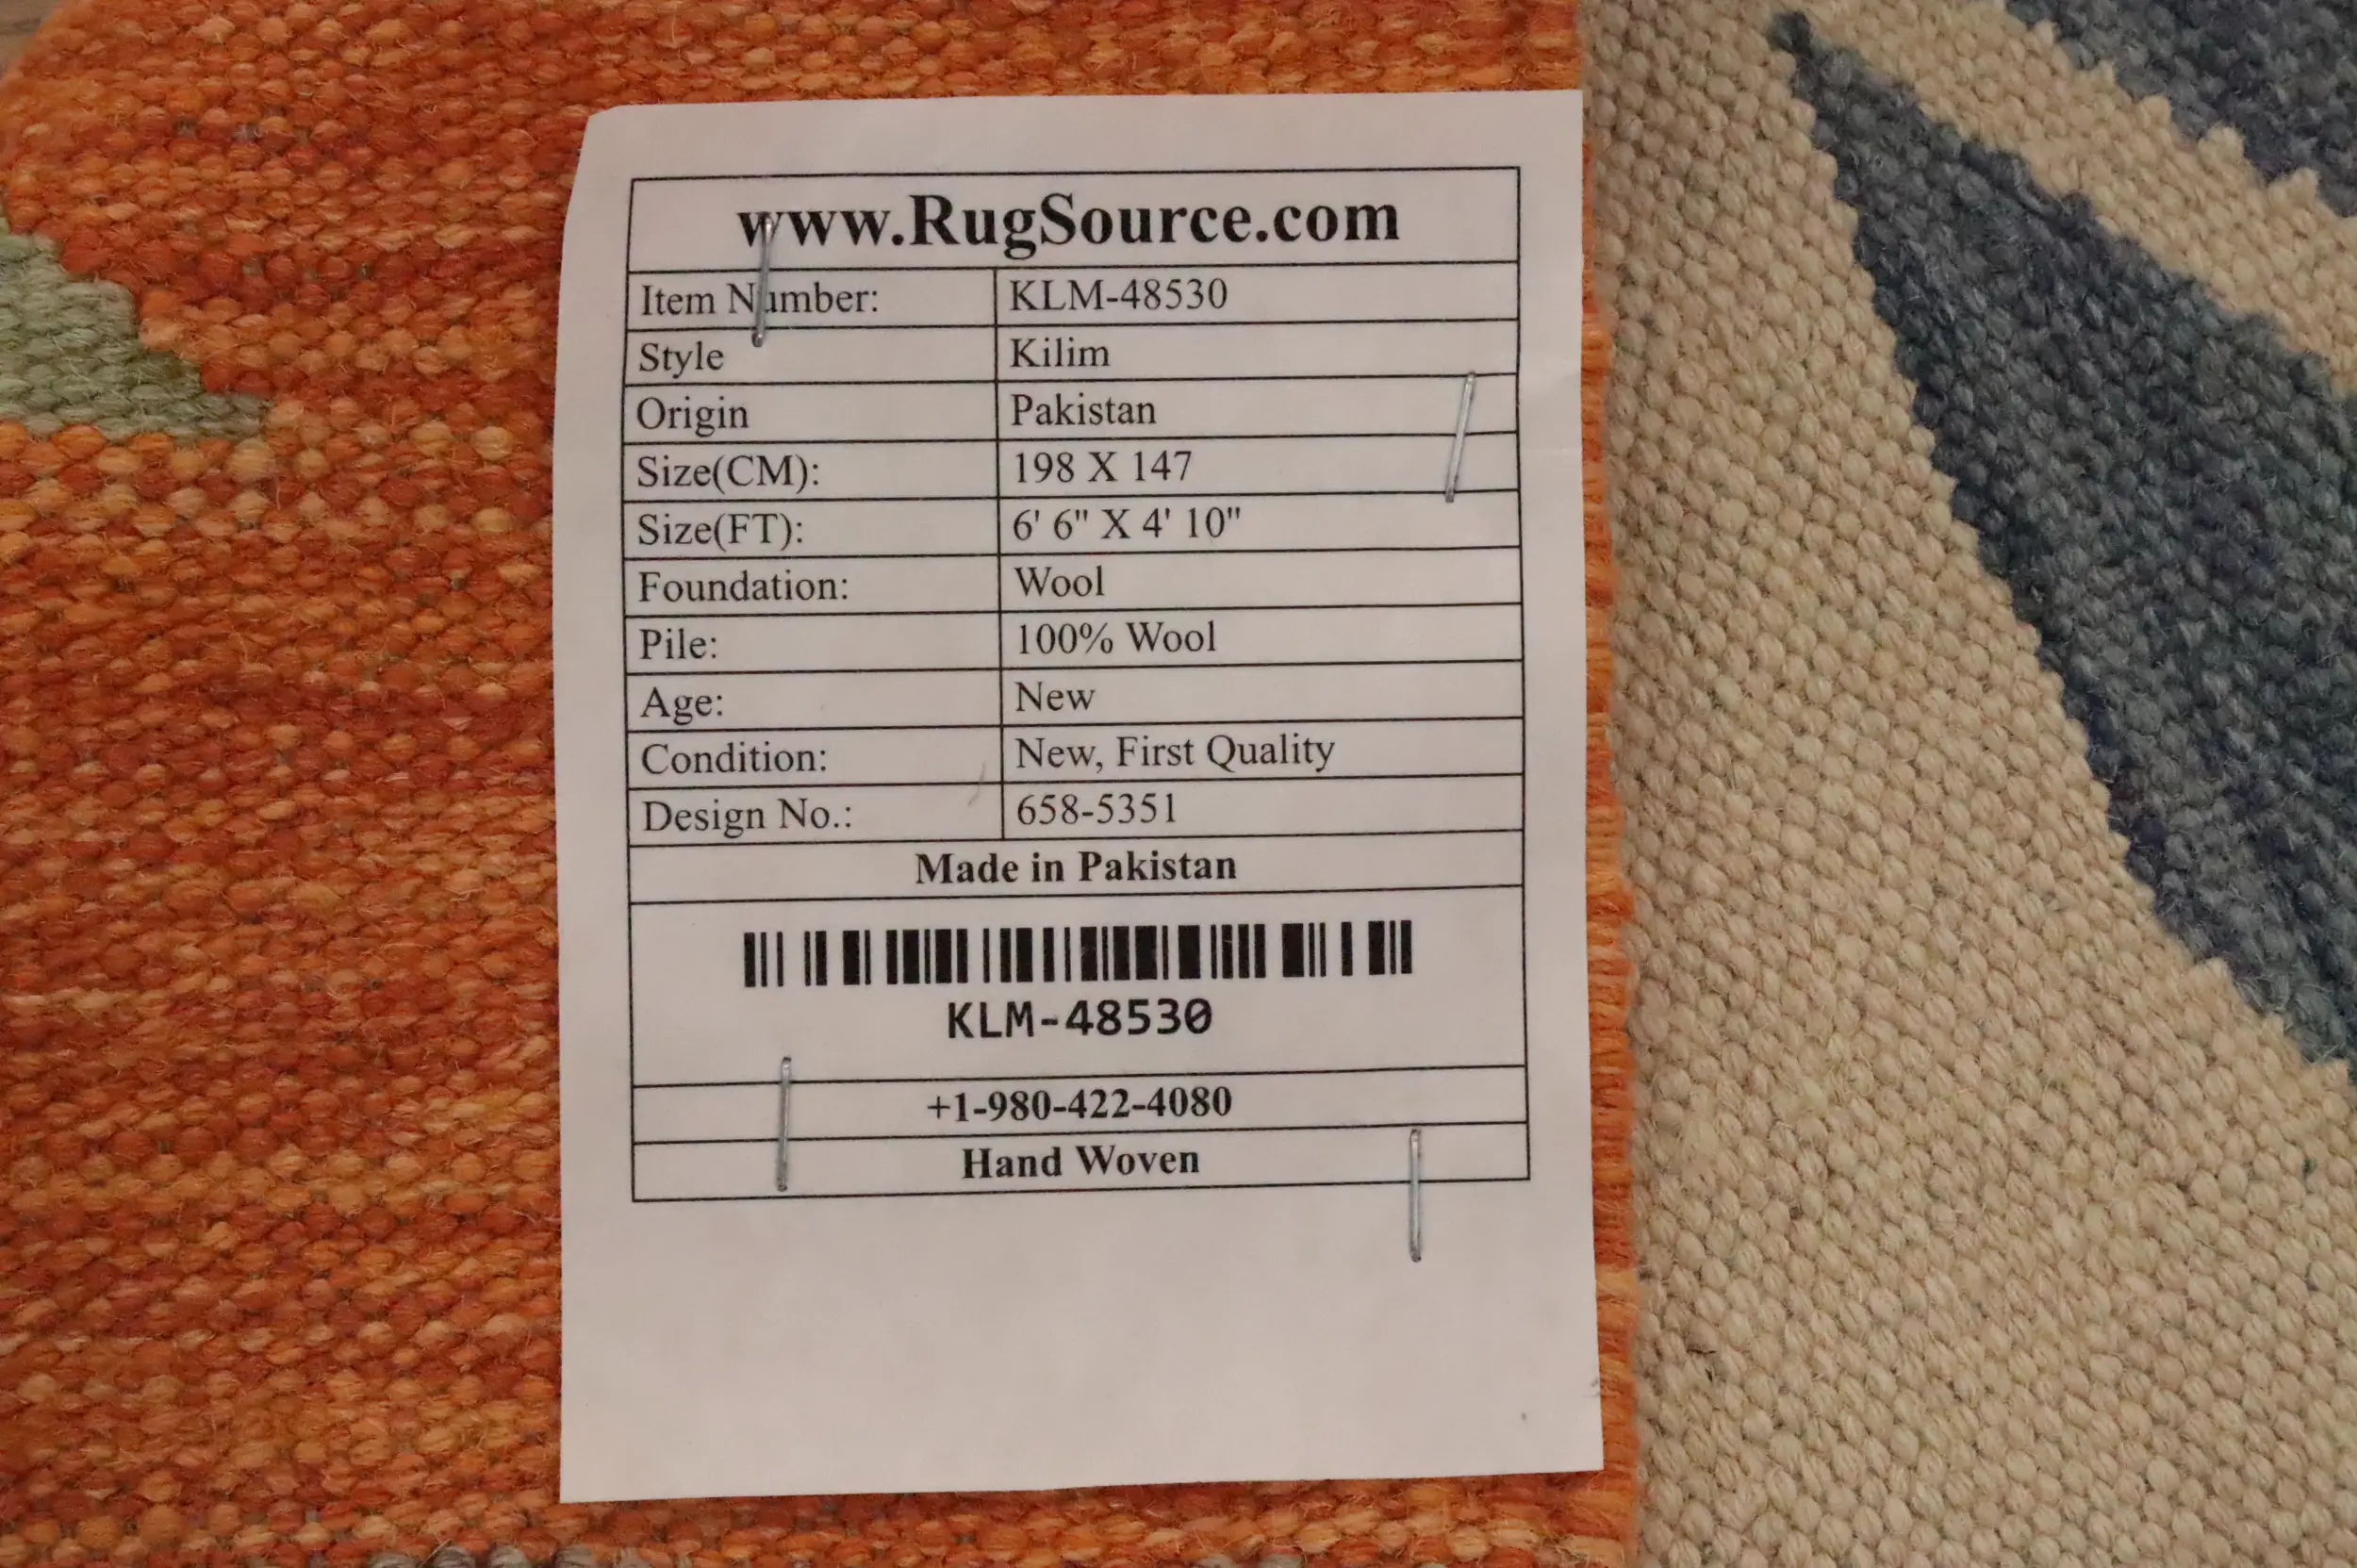 www.RugSource.com
Item Number: KLM-48530
Style Kilim
Origin Pakistan
Size(CM): 198 X 147
Size(FT): 6' 6" X 4' 10"
Foundation: Wool
Pile: 100% Wool
Age: New
Condition: New, First Quality
Design No.: 658-5351
Made in Pakistan
KLM-48530
+1-980-422-4080
Hand Woven